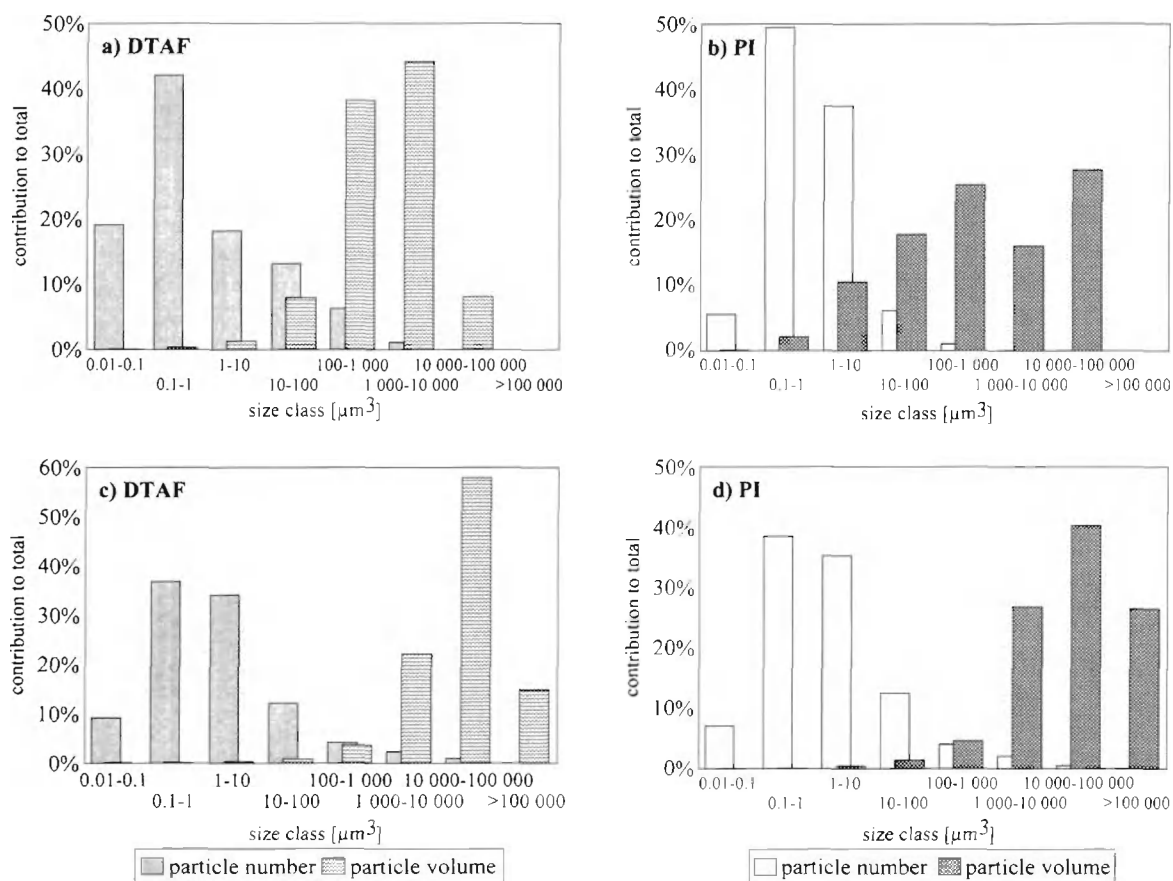 a) DTAF
50%
40%
30%
20%
10%
0%
contribution to total
0.01-0.1 1-10 100-1 000 10 000-100 000
0.1-1 10-100 1 000-10 000 >100 000
size class [µm³]
b) PI
50%
40%
30%
20%
10%
0%
contribution to total
0.01-0.1 1-10 100-1 000 10 000-100 000
0.1-1 10-100 1 000-10 000 >100 000
size class [µm³]
c) DTAF
60%
50%
40%
30%
20%
10%
0%
contribution to total
0.01-0.1 1-10 100-1 000 10 000-100 000
0.1-1 10-100 1 000-10 000 >100 000
size class [µm³]
particle number particle volume
d) PI
50%
40%
30%
20%
10%
0%
contribution to total
0.01-0.1 1-10 100-1 000 10 000-100 000
0.1-1 10-100 1 000-10 000 >100 000
size class [µm³]
particle number particle volume